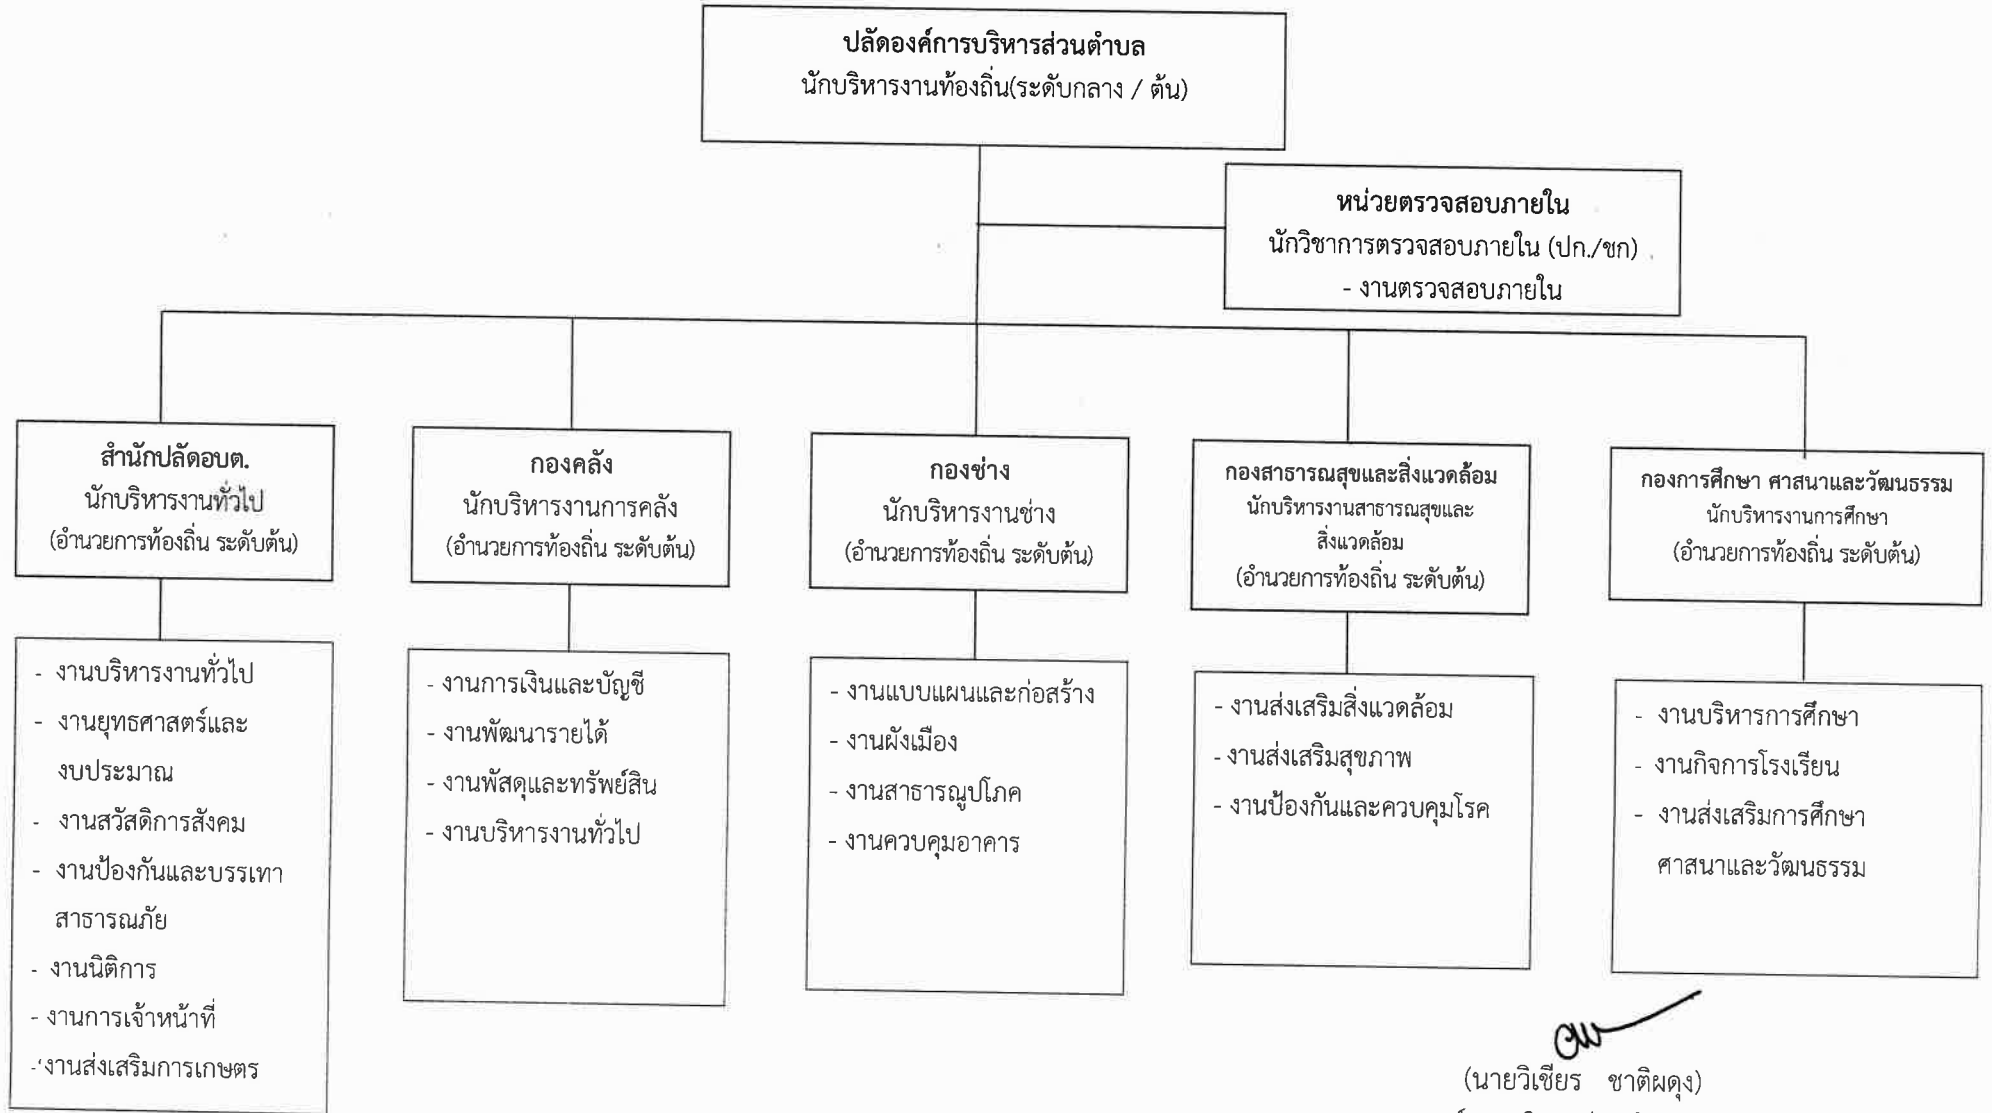 ปลัดองค์การบริหารส่วนตำบล
นักบริหารงานท้องถิ่น(ระดับกลาง / ต้น)
หน่วยตรวจสอบภายใน
นักวิชาการตรวจสอบภายใน (ปก./ชก)
- งานตรวจสอบภายใน
สำนักปลัดอบต.
นักบริหารงานทั่วไป
(อำนวยการท้องถิ่น ระดับต้น)
- งานบริหารงานทั่วไป
- งานยุทธศาสตร์และ
งบประมาณ
- งานสวัสดิการสังคม
- งานป้องกันและบรรเทา
สาธารณภัย
- งานนิติการ
- งานการเจ้าหน้าที่
- งานส่งเสริมการเกษตร
กองคลัง
นักบริหารงานการคลัง
(อำนวยการท้องถิ่น ระดับต้น)
- งานการเงินและบัญชี
- งานพัฒนารายได้
- งานพัสดุและทรัพย์สิน
- งานบริหารงานทั่วไป
กองช่าง
นักบริหารงานช่าง
(อำนวยการท้องถิ่น ระดับต้น)
- งานแบบแผนและก่อสร้าง
- งานผังเมือง
- งานสาธารณูปโภค
- งานควบคุมอาคาร
กองสาธารณสุขและสิ่งแวดล้อม
นักบริหารงานสาธารณสุขและ
สิ่งแวดล้อม
(อำนวยการท้องถิ่น ระดับต้น)
- งานส่งเสริมสิ่งแวดล้อม
- งานส่งเสริมสุขภาพ
- งานป้องกันและควบคุมโรค
กองการศึกษา ศาสนาและวัฒนธรรม
นักบริหารงานการศึกษา
(อำนวยการท้องถิ่น ระดับต้น)
- งานบริหารการศึกษา
- งานกิจการโรงเรียน
- งานส่งเสริมการศึกษา
ศาสนาและวัฒนธรรม
(นายวิเชียร ชาติผดุง)